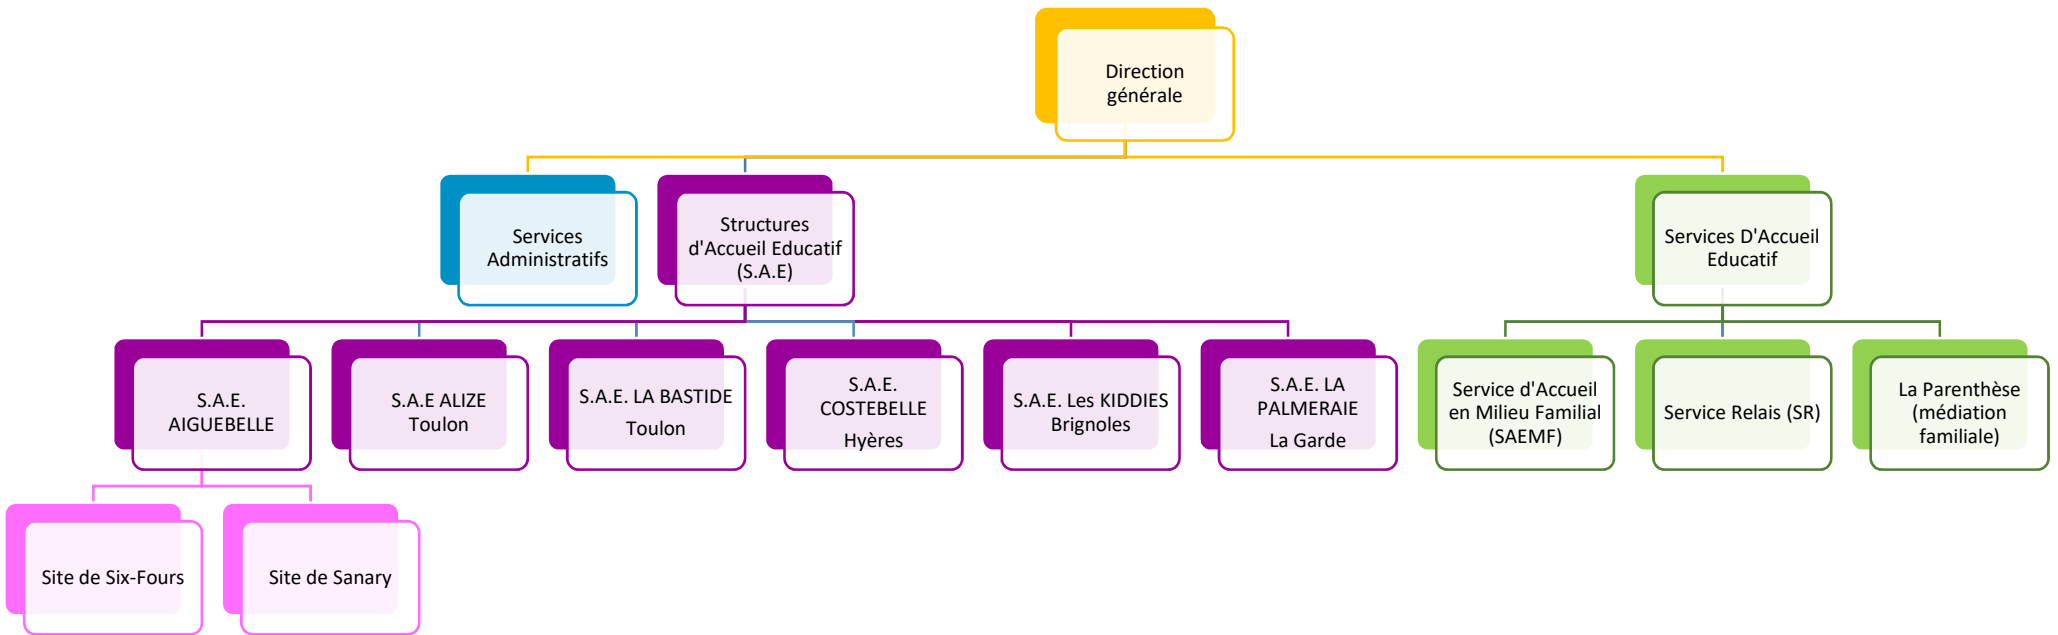 Direction
générale
Services
Administratifs
Structures
d'Accueil Educatif
(S.A.E)
Services D'Accueil
Educatif
S.A.E.
AIGUEBELLE
S.A.E ALIZE
Toulon
S.A.E. LA BASTIDE
Toulon
S.A.E.
COSTEBELLE
Hyères
S.A.E. Les KIDDIES
Brignoles
S.A.E. LA
PALMERAIE
La Garde
Service d'Accueil
en Milieu Familial
(SAEMF)
Service Relais (SR)
La Parenthèse
(médiation
familiale)
Site de Six-Fours
Site de Sanary